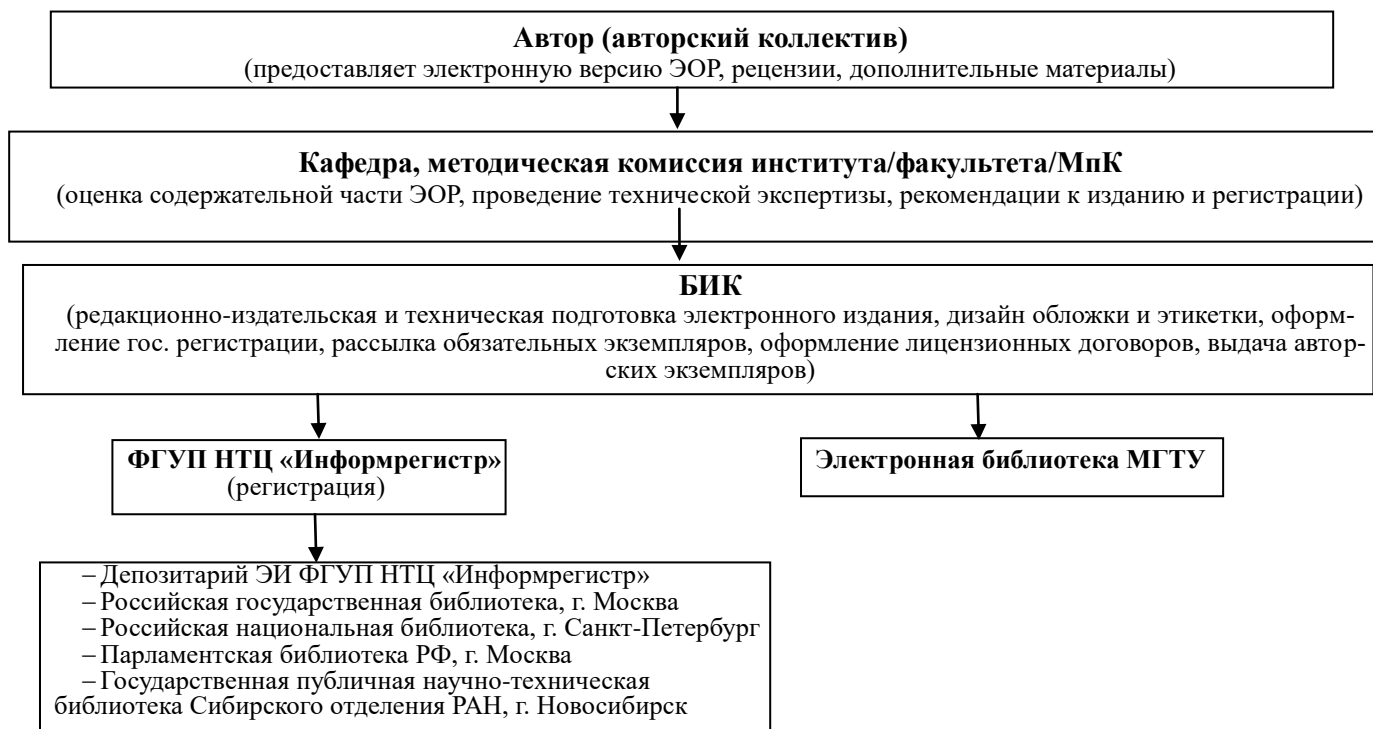 Автор (авторский коллектив)
(предоставляет электронную версию ЭОР, рецензии, дополнительные материалы)
Кафедра, методическая комиссия института/факультета/МпК
(оценка содержательной части ЭОР, проведение технической экспертизы, рекомендации к изданию и регистрации)
БИК
(редакционно-издательская и техническая подготовка электронного издания, дизайн обложки и этикетки, оформ-
ление гос. регистрации, рассылка обязательных экземпляров, оформление лицензионных договоров, выдача автор-
ских экземпляров)
ФГУП НТЦ «Информрегистр»
(регистрация)
Электронная библиотека МГТУ
– Депозитарий ЭИ ФГУП НТЦ «Информрегистр»
– Российская государственная библиотека, г. Москва
– Российская национальная библиотека, г. Санкт-Петербург
– Парламентская библиотека РФ, г. Москва
– Государственная публичная научно-техническая
библиотека Сибирского отделения РАН, г. Новосибирск